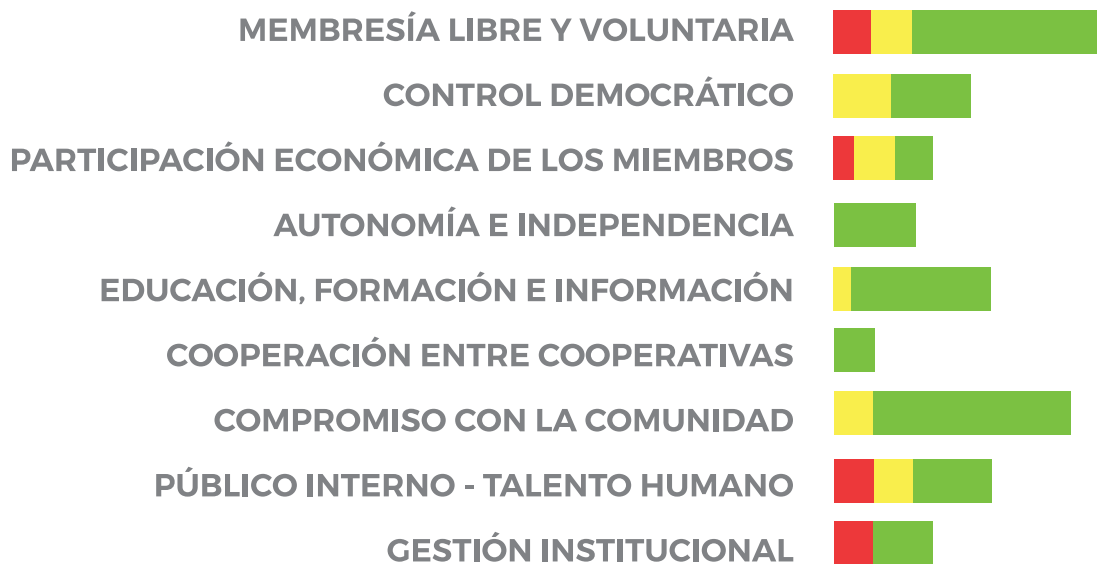 MEMBRESÍA LIBRE Y VOLUNTARIA
CONTROL DEMOCRÁTICO
PARTICIPACIÓN ECONÓMICA DE LOS MIEMBROS
AUTONOMÍA E INDEPENDENCIA
EDUCACIÓN, FORMACIÓN E INFORMACIÓN
COOPERACIÓN ENTRE COOPERATIVAS
COMPROMISO CON LA COMUNIDAD
PÚBLICO INTERNO - TALENTO HUMANO
GESTIÓN INSTITUCIONAL